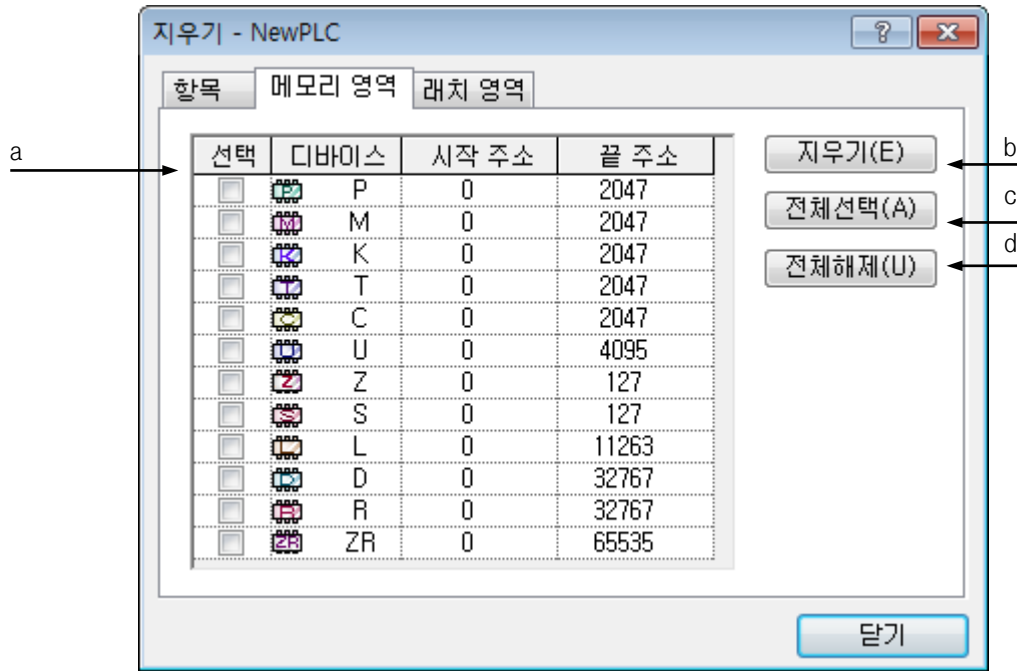 지우기 - NewPLC
항목 메모리 영역 래치 영역
a
선택 디바이스 시작 주소 끝 주소
P P 0 2047
M M 0 2047
K K 0 2047
T T 0 2047
C C 0 2047
U U 0 4095
Z Z 0 127
S S 0 127
L L 0 11263
D D 0 32767
R R 0 32767
ZR ZR 0 65535
지우기(E) b
전체선택(A) c
전체해제(U) d
닫기